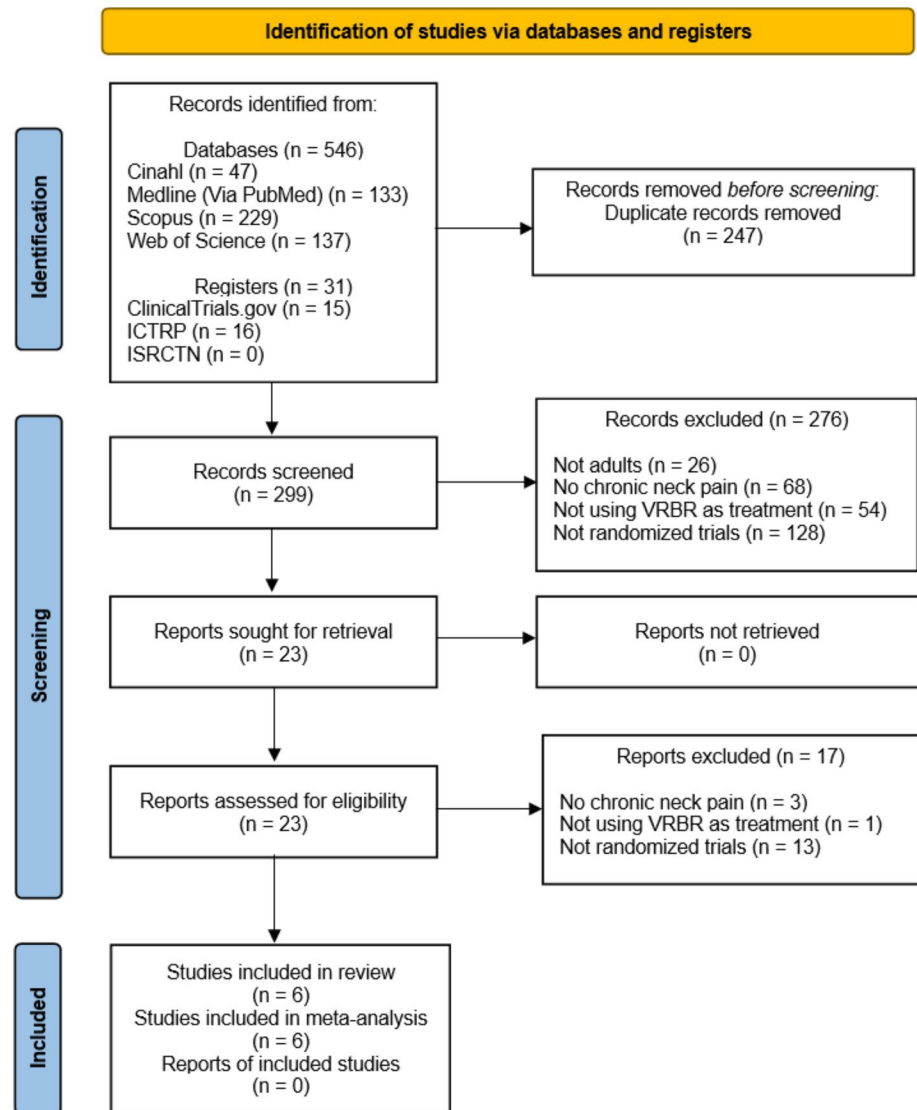 Identification of studies via databases and registers
Identification
Records identified from:
Databases (n = 546)
Cinahl (n = 47)
Medline (Via PubMed) (n = 133)
Scopus (n = 229)
Web of Science (n = 137)
Registers (n = 31)
ClinicalTrials.gov (n = 15)
ICTRP (n = 16)
ISRCTN (n = 0)
Records removed before screening:
Duplicate records removed
(n = 247)
Screening
Records screened
(n = 299)
Records excluded (n = 276)
Not adults (n = 26)
No chronic neck pain (n = 68)
Not using VRBR as treatment (n = 54)
Not randomized trials (n = 128)
Reports sought for retrieval
(n = 23)
Reports not retrieved
(n = 0)
Reports assessed for eligibility
(n = 23)
Reports excluded (n = 17)
No chronic neck pain (n = 3)
Not using VRBR as treatment (n = 1)
Not randomized trials (n = 13)
Included
Studies included in review
(n = 6)
Studies included in meta-analysis
(n = 6)
Reports of included studies
(n = 0)